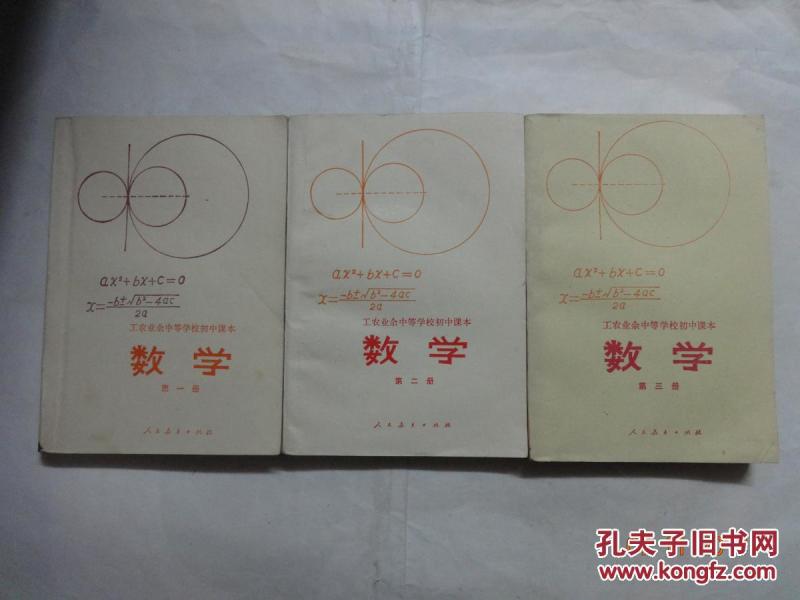 ax²+bx+c=0
x=-b±√b²-4ac
2a
工农业余中等学校初中课本
数学
第一册
人民教育出版社
ax²+bx+c=0
x=-b±√b²-4ac
2a
工农业余中等学校初中课本
数学
第二册
人民教育出版社
ax²+bx+c=0
x=-b±√b²-4ac
2a
工农业余中等学校初中课本
数学
第三册
人民教育出版社
孔夫子旧书网
www.kongfz.com